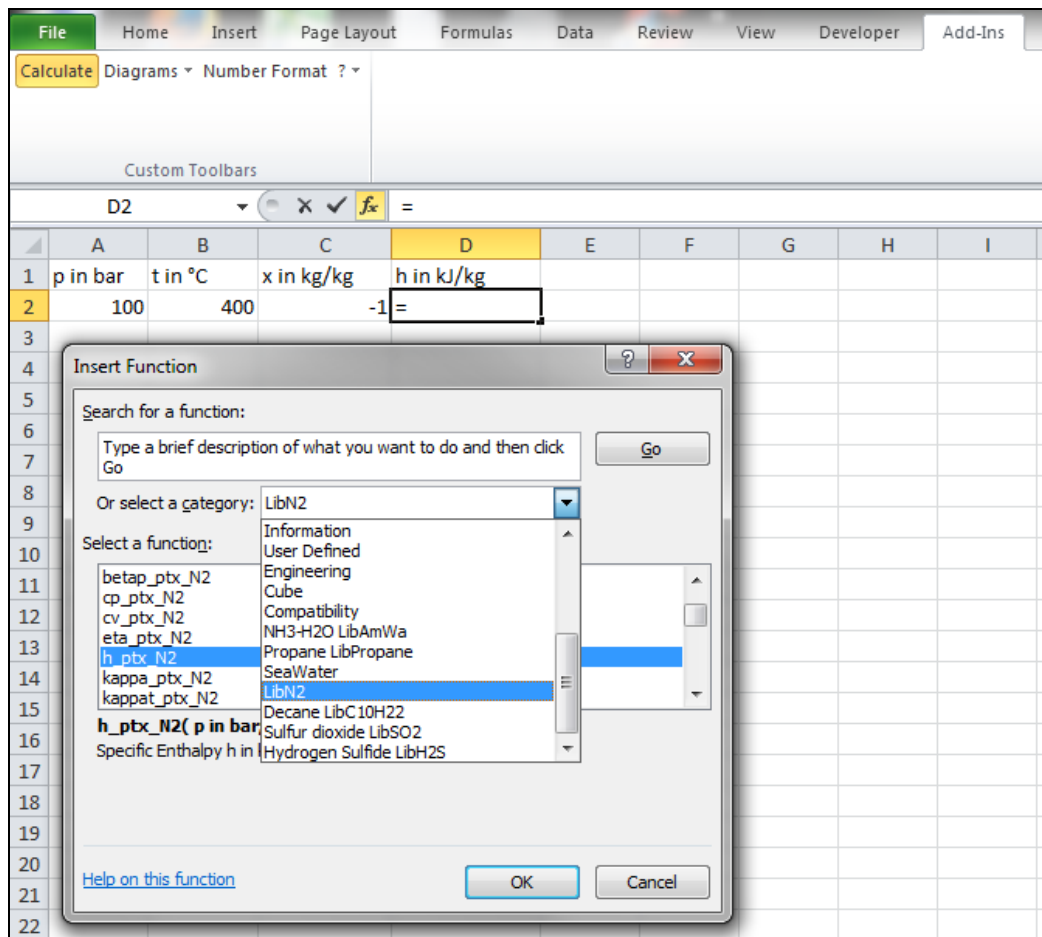 File Home Insert Page Layout Formulas Data Review View Developer Add-Ins
Calculate Diagrams Number Format ?
Custom Toolbars
D2 fx =
A B C D E F G H I
1 p in bar t in °C x in kg/kg h in kJ/kg
2 100 400 -1 =
3
4 Insert Function ?
5 Search for a function:
6 Type a brief description of what you want to do and then click Go
7 Go
8 Or select a category: LibN2
9 Information
Select a function:
User Defined
10 Engineering
11 betap_ptx_N2
cp_ptx_N2 Cube
12 cv_ptx_N2 Compatibility
eta_ptx_N2 NH3-H2O LibAmWa
13 h_ptx_N2 Propane LibPropane
14 kappa_ptx_N2 SeaWater
kappat_ptx_N2 LibN2
15 Decane LibC10H22
h_ptx_N2( p in bar, Sulfur dioxide LibSO2
16 Specific Enthalpy h in Hydrogen Sulfide LibH2S
17
18
19
20 Help on this function OK Cancel
21
22